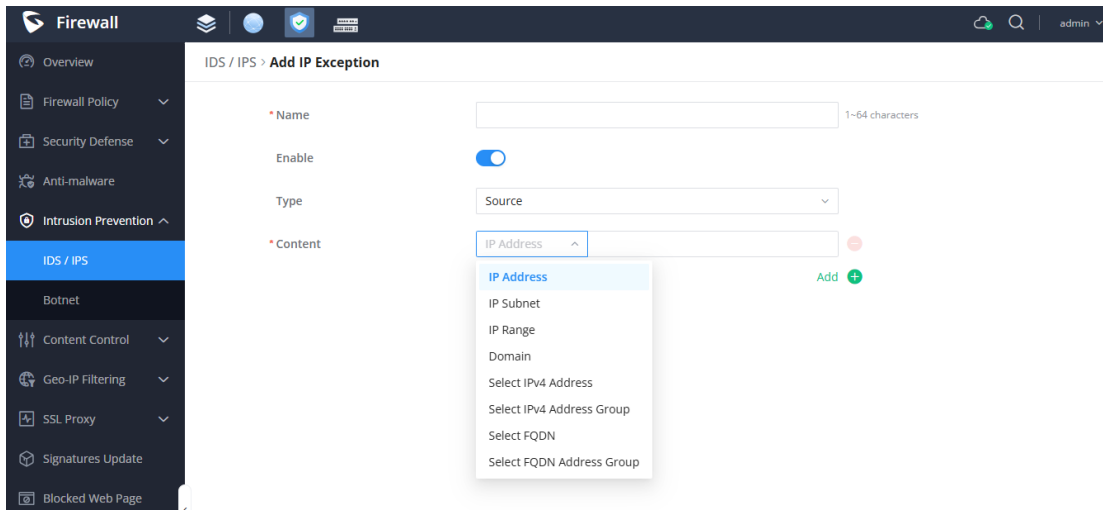 Firewall
admin
Overview
Firewall Policy
Security Defense
Anti-malware
Intrusion Prevention
IDS / IPS
Botnet
Content Control
Geo-IP Filtering
SSL Proxy
Signatures Update
Blocked Web Page
IDS / IPS > Add IP Exception
* Name 1~64 characters
Enable
Type Source
* Content IP Address
Add
IP Address
IP Subnet
IP Range
Domain
Select IPv4 Address
Select IPv4 Address Group
Select FQDN
Select FQDN Address Group